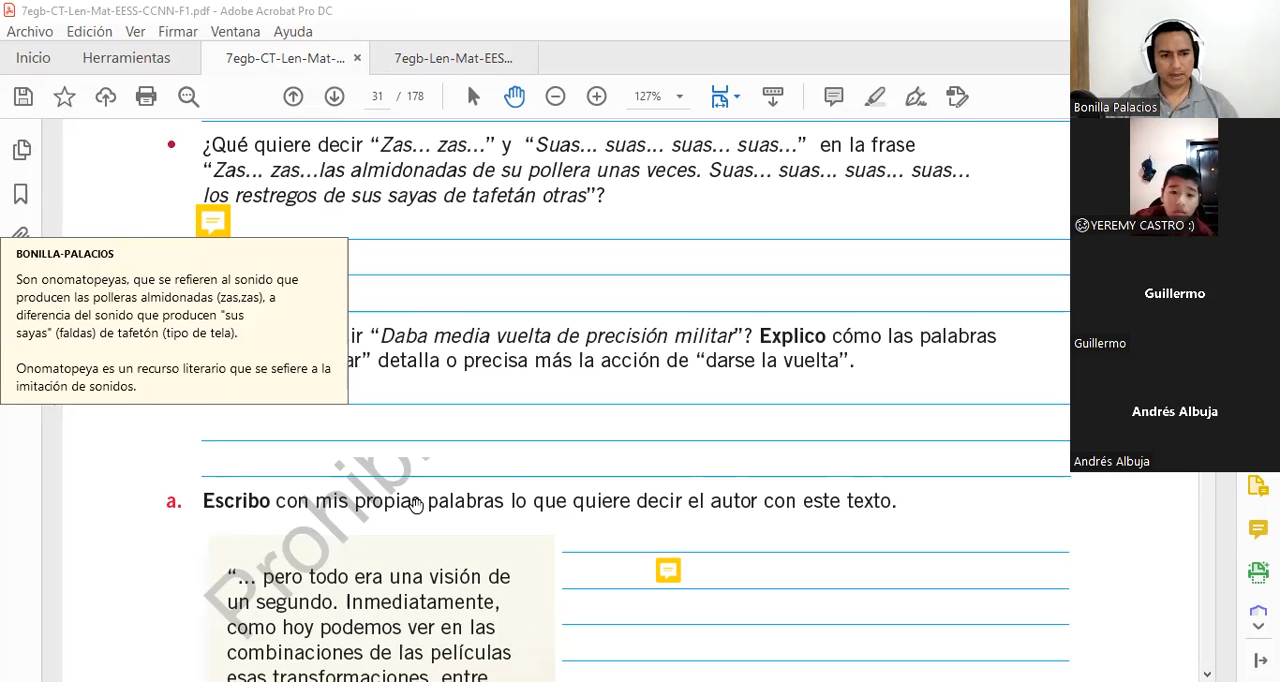 7egb-CT-Len-Mat-EESS-CCNN-F1.pdf - Adobe Acrobat Pro DC
Archivo Edición Ver Firmar Ventana Ayuda
Inicio Herramientas 7egb-CT-Len-Mat-... × 7egb-Len-Mat-EES...
31 / 178 127%
• ¿Qué quiere decir “Zas... zas...” y “Suas... suas... suas... suas...” en la frase
“Zas... zas...las almidonadas de su pollera unas veces. Suas... suas... suas... suas...
los restregos de sus sayas de tafetán otras”?
BONILLA-PALACIOS
Son onomatopeyas, que se refieren al sonido que
producen las polleras almidonadas (zas,zas), a
diferencia del sonido que producen "sus
sayas" (faldas) de tafetón (tipo de tela).
Onomatopeya es un recurso literario que se sefiere a la
imitación de sonidos.
ir “Daba media vuelta de precisión militar”? Explico cómo las palabras
ar” detalla o precisa más la acción de “darse la vuelta”.
a. Escribo con mis propias palabras lo que quiere decir el autor con este texto.
“... pero todo era una visión de
un segundo. Inmediatamente,
como hoy podemos ver en las
combinaciones de las películas
esas transformaciones, entre
Prohib
Bonilla Palacios
YEREMY CASTRO :)
Guillermo
Guillermo
Andrés Albuja
Andrés Albuja